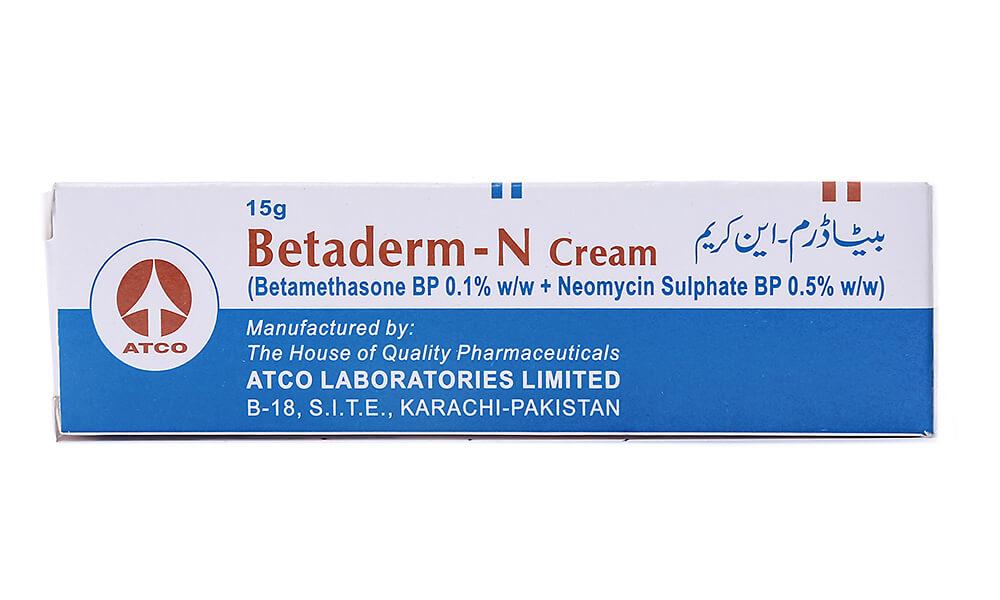 15g
Betaderm-N Cream
بیٹاڈرم-این کریم
(Betamethasone BP 0.1% w/w + Neomycin Sulphate BP 0.5% w/w)
ATCO
Manufactured by:
The House of Quality Pharmaceuticals
ATCO LABORATORIES LIMITED
B-18, S.I.T.E., KARACHI-PAKISTAN